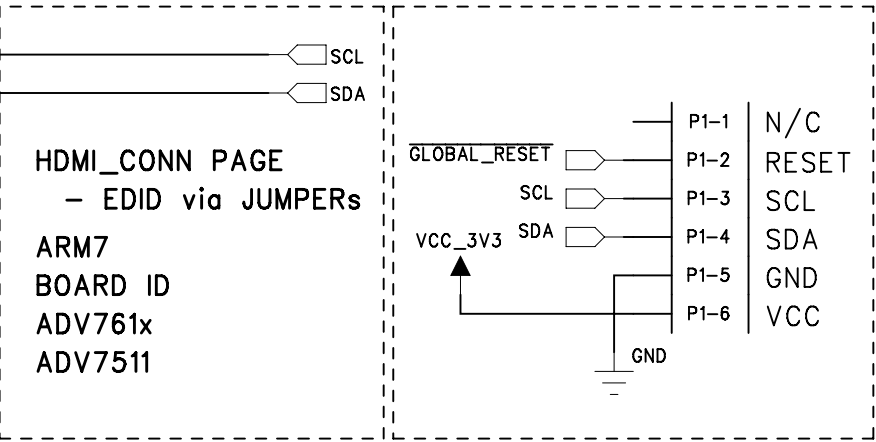 SCL
SDA
HDMI_CONN PAGE
- EDID via JUMPERs
ARM7
BOARD ID
ADV761x
ADV7511
P1-1 N/C
GLOBAL_RESET P1-2 RESET
SCL P1-3 SCL
SDA P1-4 SDA
VCC_3V3
P1-5 GND
P1-6 VCC
GND